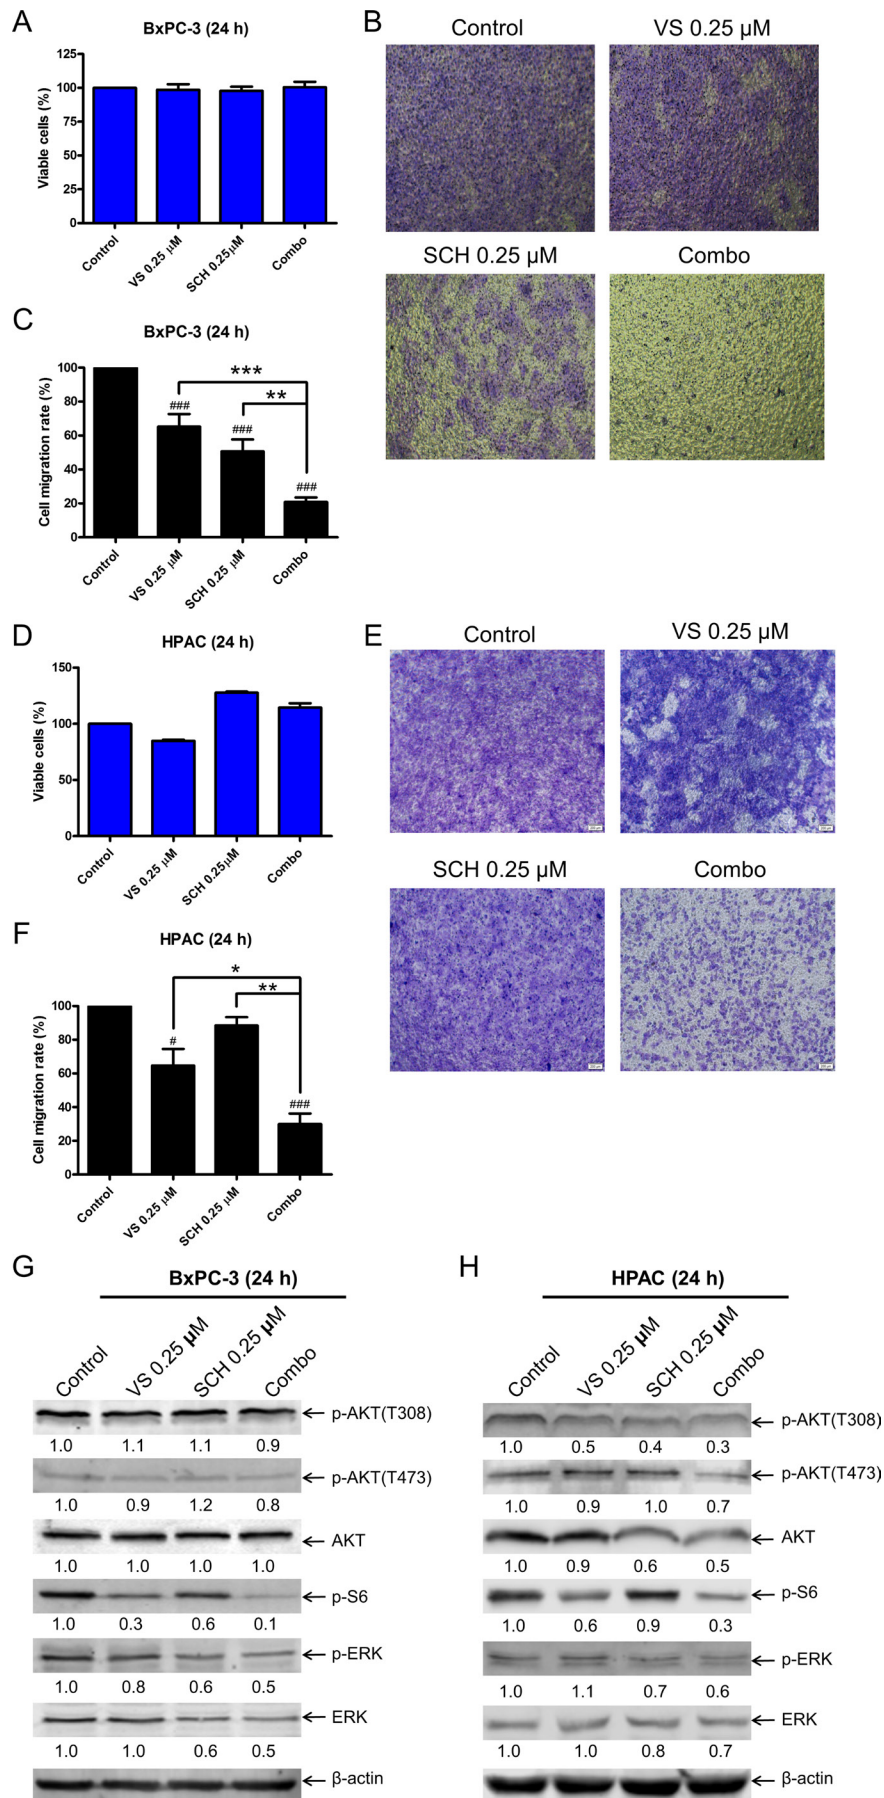 A
BxPC-3 (24 h)
Viable cells (%)
125
100
75
50
25
0
Control
VS 0.25 µM
SCH 0.25µM
Combo
B
Control
VS 0.25 µM
SCH 0.25 µM
Combo
C
BxPC-3 (24 h)
Cell migration rate (%)
100
80
60
40
20
0
***
**
###
###
###
Control
VS 0.25 µM
SCH 0.25 µM
Combo
D
HPAC (24 h)
Viable cells (%)
150
100
50
0
Control
VS 0.25 µM
SCH 0.25µM
Combo
E
Control
VS 0.25 µM
SCH 0.25 µM
Combo
F
HPAC (24 h)
Cell migration rate (%)
100
80
60
40
20
0
*
**
#
###
Control
VS 0.25 µM
SCH 0.25 µM
Combo
G
BxPC-3 (24 h)
Control
VS 0.25 µM
SCH 0.25 µM
Combo
p-AKT(T308)
1.0 1.1 1.1 0.9
p-AKT(T473)
1.0 0.9 1.2 0.8
AKT
1.0 1.0 1.0 1.0
p-S6
1.0 0.3 0.6 0.1
p-ERK
1.0 0.8 0.6 0.5
ERK
1.0 1.0 0.6 0.5
β-actin
H
HPAC (24 h)
Control
VS 0.25 µM
SCH 0.25 µM
Combo
p-AKT(T308)
1.0 0.5 0.4 0.3
p-AKT(T473)
1.0 0.9 1.0 0.7
AKT
1.0 0.9 0.6 0.5
p-S6
1.0 0.6 0.9 0.3
p-ERK
1.0 1.1 0.7 0.6
ERK
1.0 1.0 0.8 0.7
β-actin